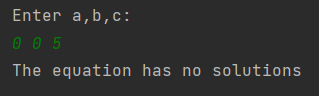 Enter a,b,c:
0 0 5
The equation has no solutions